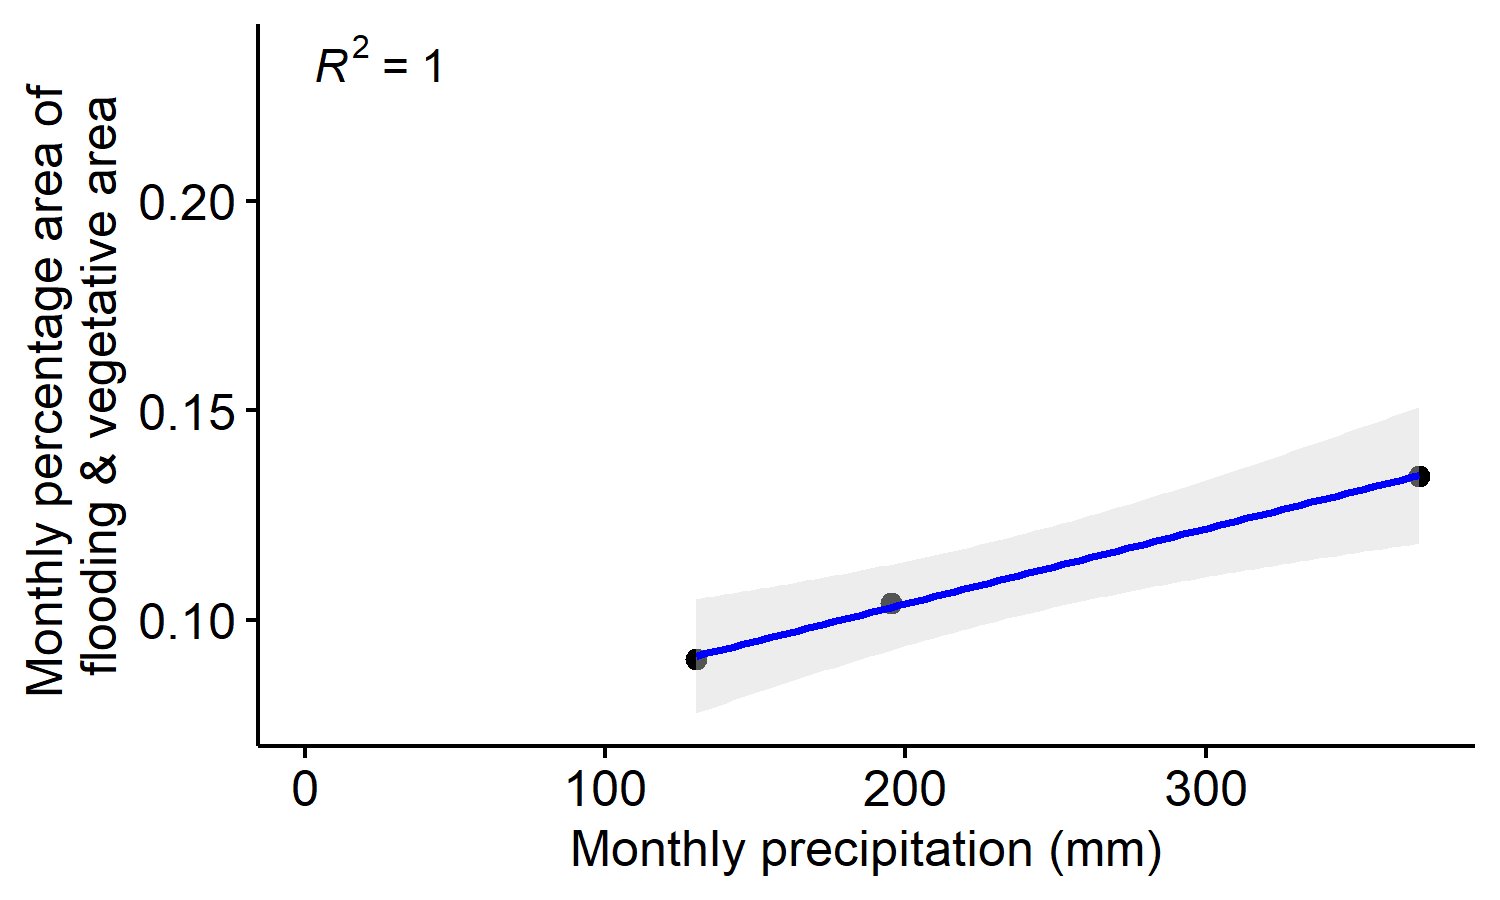 R² = 1
Monthly percentage area of
flooding & vegetative area
0.20
0.15
0.10
0 100 200 300
Monthly precipitation (mm)